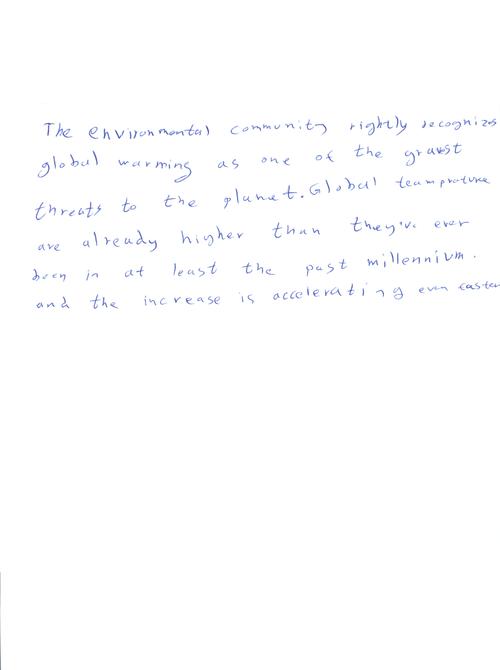 The environmental community rightly recognizes
global warming as one of the gravest
threats to the planet. Global teamprature
are already higher than they've ever
been in at least the past millennium.
and the increase is accelerating even easter